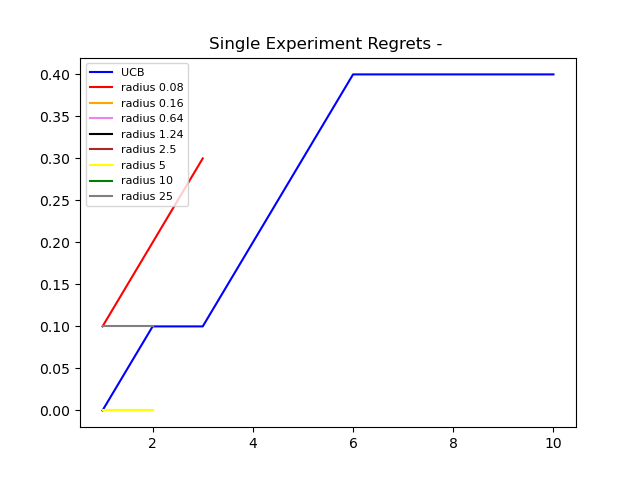 Single Experiment Regrets -
0.40
0.35
0.30
0.25
0.20
0.15
0.10
0.05
0.00
UCB
radius 0.08
radius 0.16
radius 0.64
radius 1.24
radius 2.5
radius 5
radius 10
radius 25
2 4 6 8 10